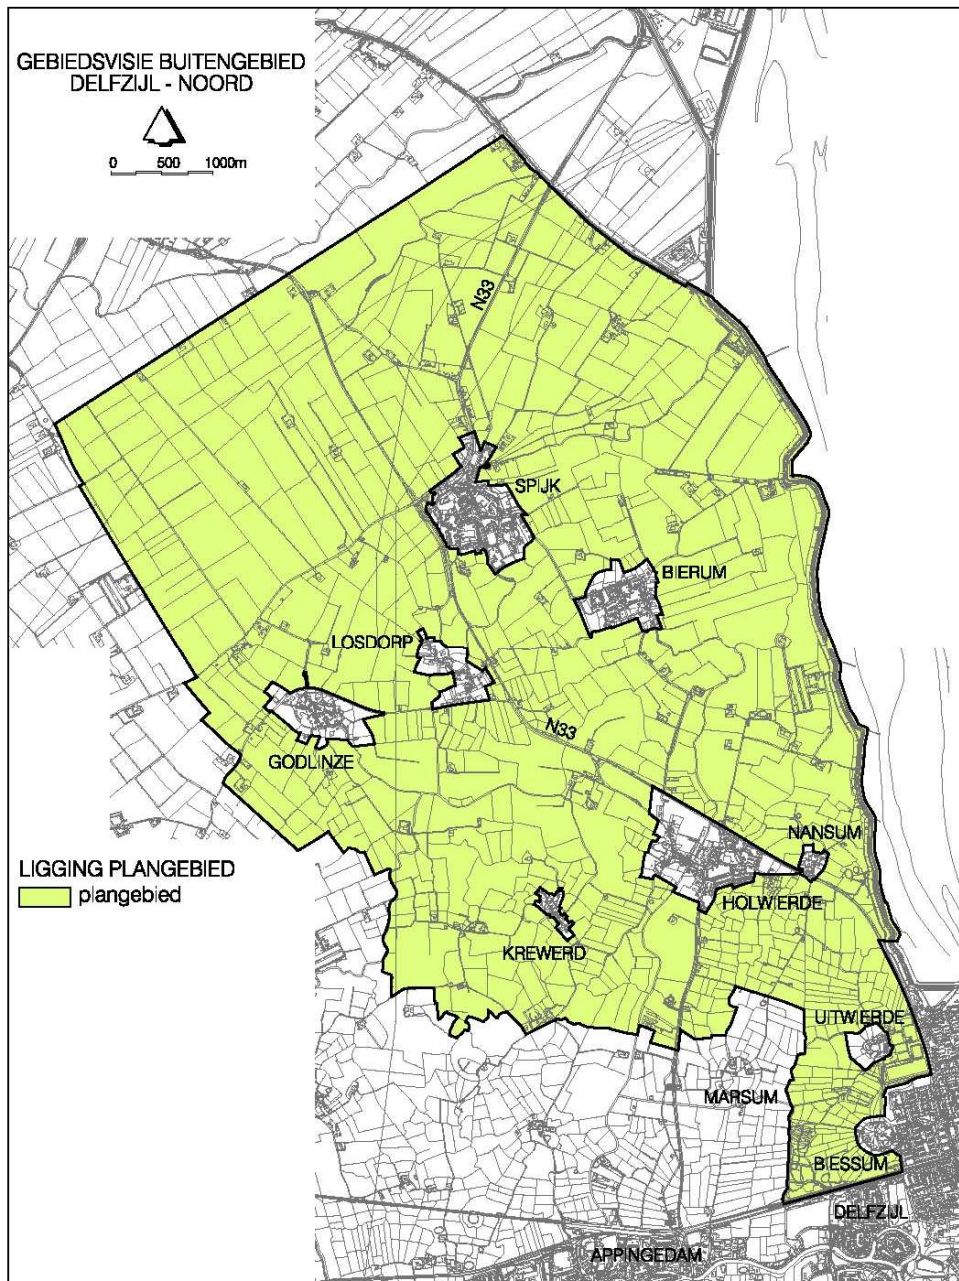 GEBIEDSVISIE BUITENGEBIED
DELFZIJL - NOORD
0 500 1000m
N33
SPIJK
BIERUM
LOSDORP
N33
GODLINZE
NANSUM
LIGGING PLANGEBIED
plangebied
HOLWIERDE
KREWERD
UITWIERDE
MARSUM
BIESSUM
DELFZIJL
APPINGEDAM